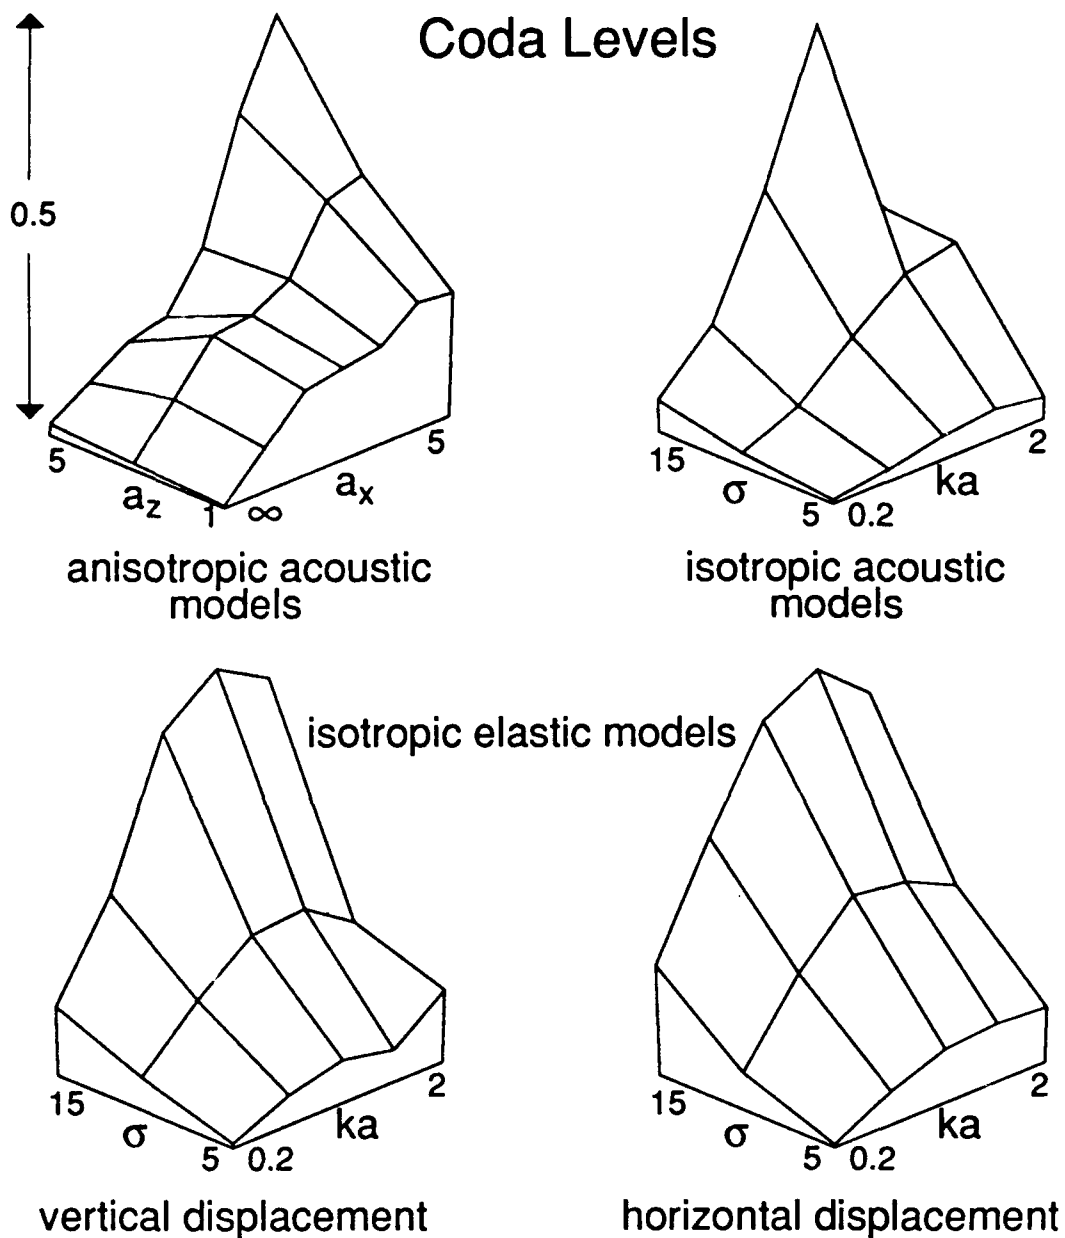 Coda Levels
0.5
5
a_z
1
∞
a_x
5
anisotropic acoustic
models
15
σ
5
0.2
ka
2
isotropic acoustic
models
isotropic elastic models
15
σ
5
0.2
ka
2
vertical displacement
15
σ
5
0.2
ka
2
horizontal displacement